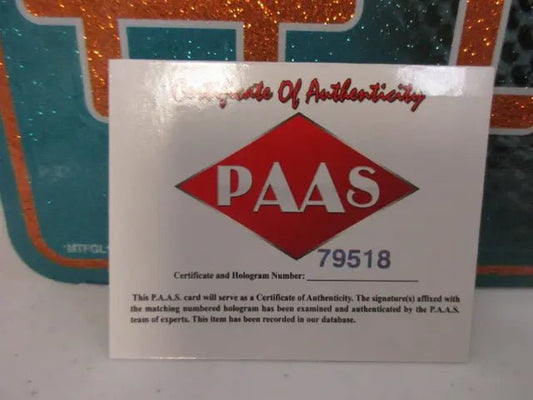 Certificate Of Authenticity
PAAS
79518
Certificate and Hologram Number:
This P.A.A.S. card will serve as a Certificate of Authenticity. The signature(s) affixed with
the matching numbered hologram has been examined and authenticated by the P.A.A.S.
team of experts. This item has been recorded in our database.